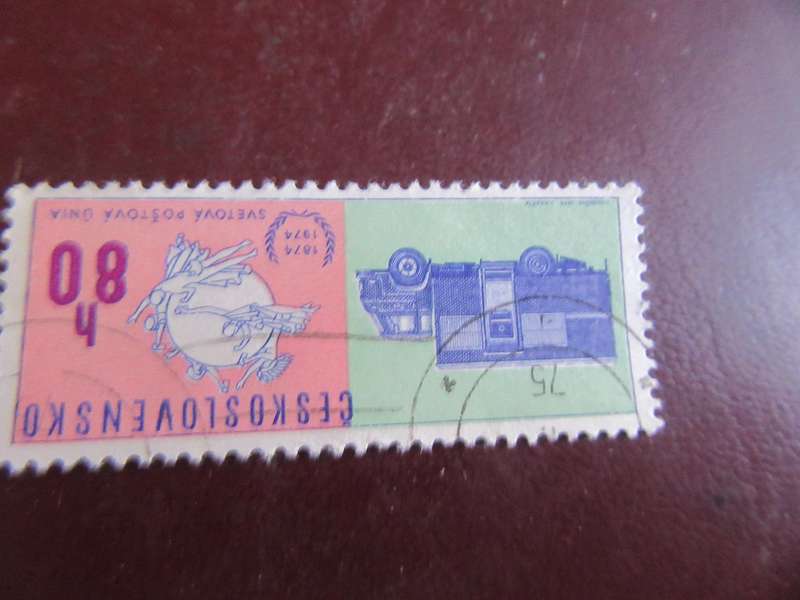 ČESKOSLOVENSKO
80
h
1874
1974
SVETOVÁ POŠTOVÁ ÚNIA
75